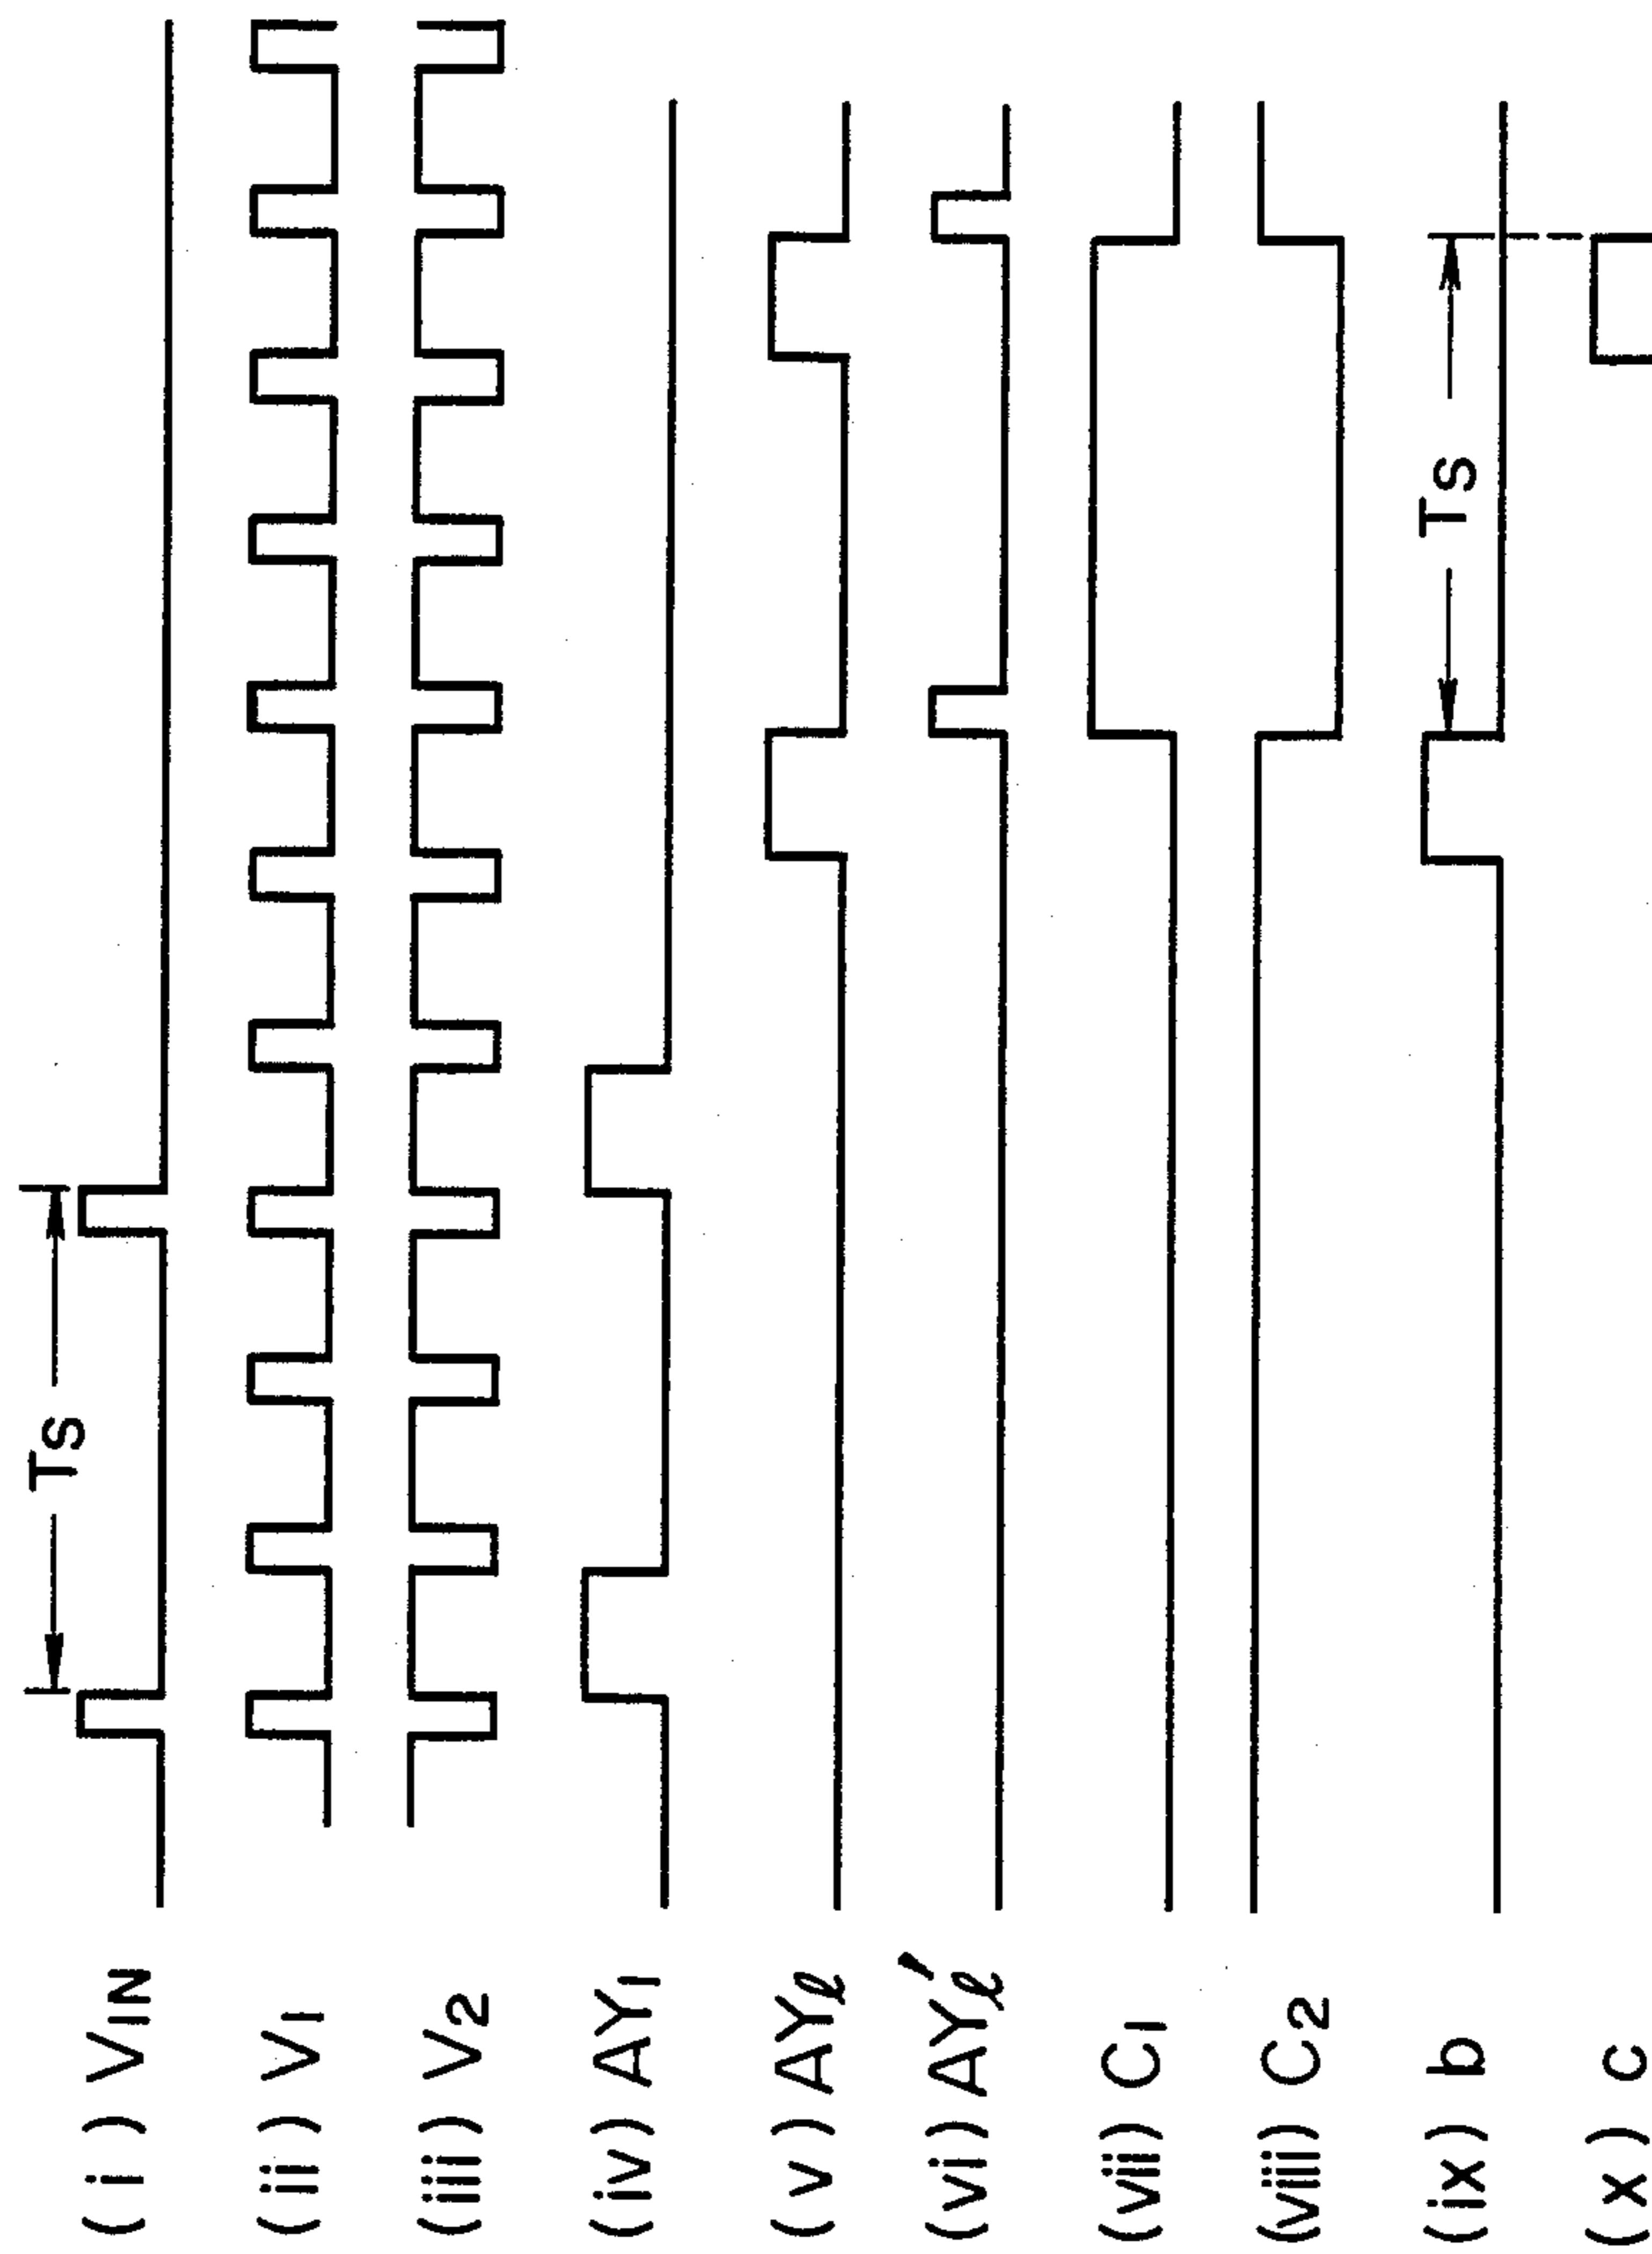 Ts
( i ) VIN
( ii ) V1
( iii ) V2
( iv ) AY1
( v ) AYℓ
( vi ) AYℓ′
( vii ) C1
( viii ) C2
Ts
( ix ) b
( x ) c